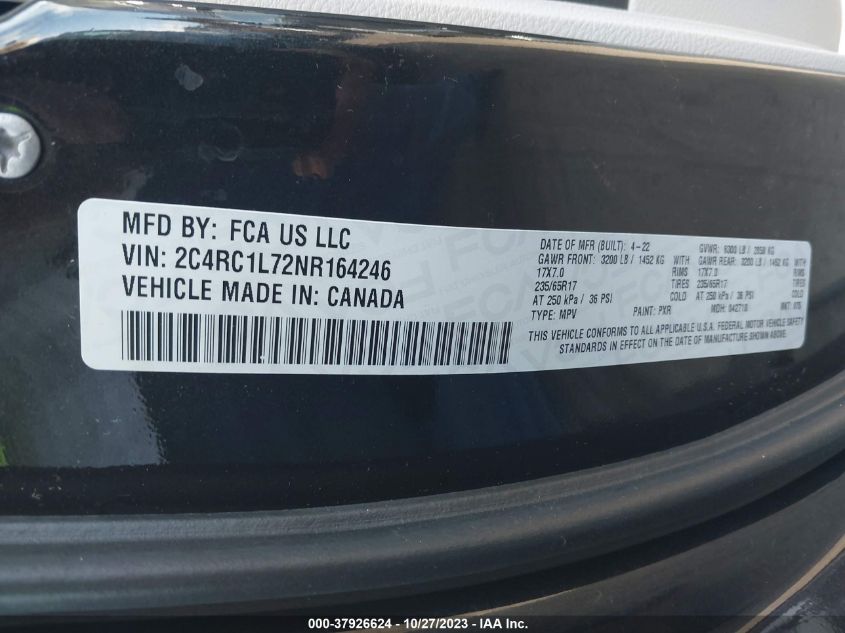 MFD BY: FCA US LLC
VIN: 2C4RC1L72NR164246
VEHICLE MADE IN: CANADA
DATE OF MFR (BUILT): 4-22 GVWR: 6300 LB / 2858 KG
GAWR FRONT: 3200 LB / 1452 KG WITH GAWR REAR: 3200 LB / 1452 KG WITH
17X7.0 RIMS 17X7.0 RIMS
235/65R17 TIRES 235/65R17 TIRES
AT 250 kPa / 36 PSI COLD AT 250 kPa / 36 PSI COLD
TYPE: MPV PAINT: PXR MDH: 042718 VTS
THIS VEHICLE CONFORMS TO ALL APPLICABLE U.S.A. FEDERAL MOTOR VEHICLE SAFETY
STANDARDS IN EFFECT ON THE DATE OF MANUFACTURE SHOWN ABOVE.
000-37926624 | 10/27/2023 - IAA Inc.